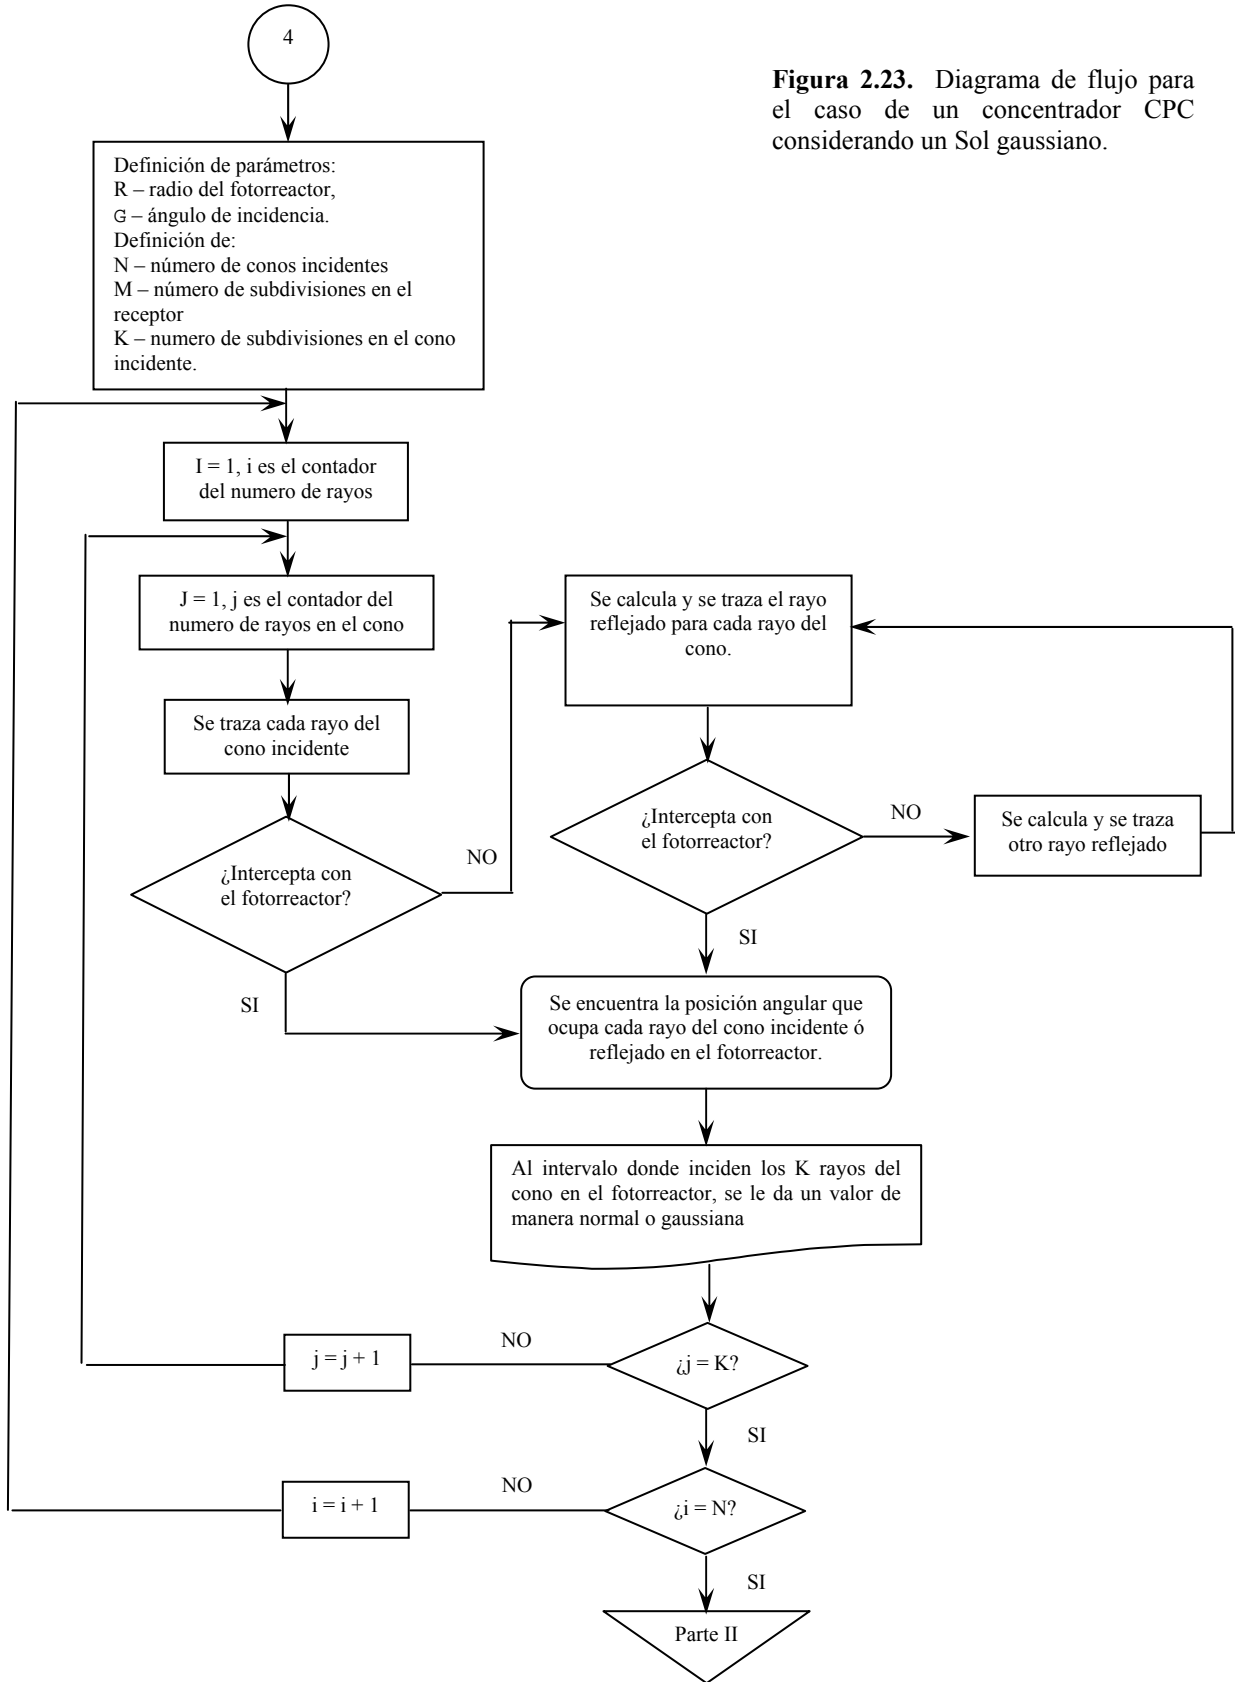 4
Figura 2.23. Diagrama de flujo para
el caso de un concentrador CPC
considerando un Sol gaussiano.
Definición de parámetros:
R – radio del fotorreactor,
G – ángulo de incidencia.
Definición de:
N – número de conos incidentes
M – número de subdivisiones en el
receptor
K – numero de subdivisiones en el cono
incidente.
I = 1, i es el contador
del numero de rayos
J = 1, j es el contador del
numero de rayos en el cono
Se traza cada rayo del
cono incidente
¿Intercepta con
el fotorreactor?
NO
SI
Se calcula y se traza el rayo
reflejado para cada rayo del
cono.
¿Intercepta con
el fotorreactor?
NO
Se calcula y se traza
otro rayo reflejado
SI
Se encuentra la posición angular que
ocupa cada rayo del cono incidente ó
reflejado en el fotorreactor.
Al intervalo donde inciden los K rayos del
cono en el fotorreactor, se le da un valor de
manera normal o gaussiana
¿j = K?
NO
j = j + 1
SI
¿i = N?
NO
i = i + 1
SI
Parte II